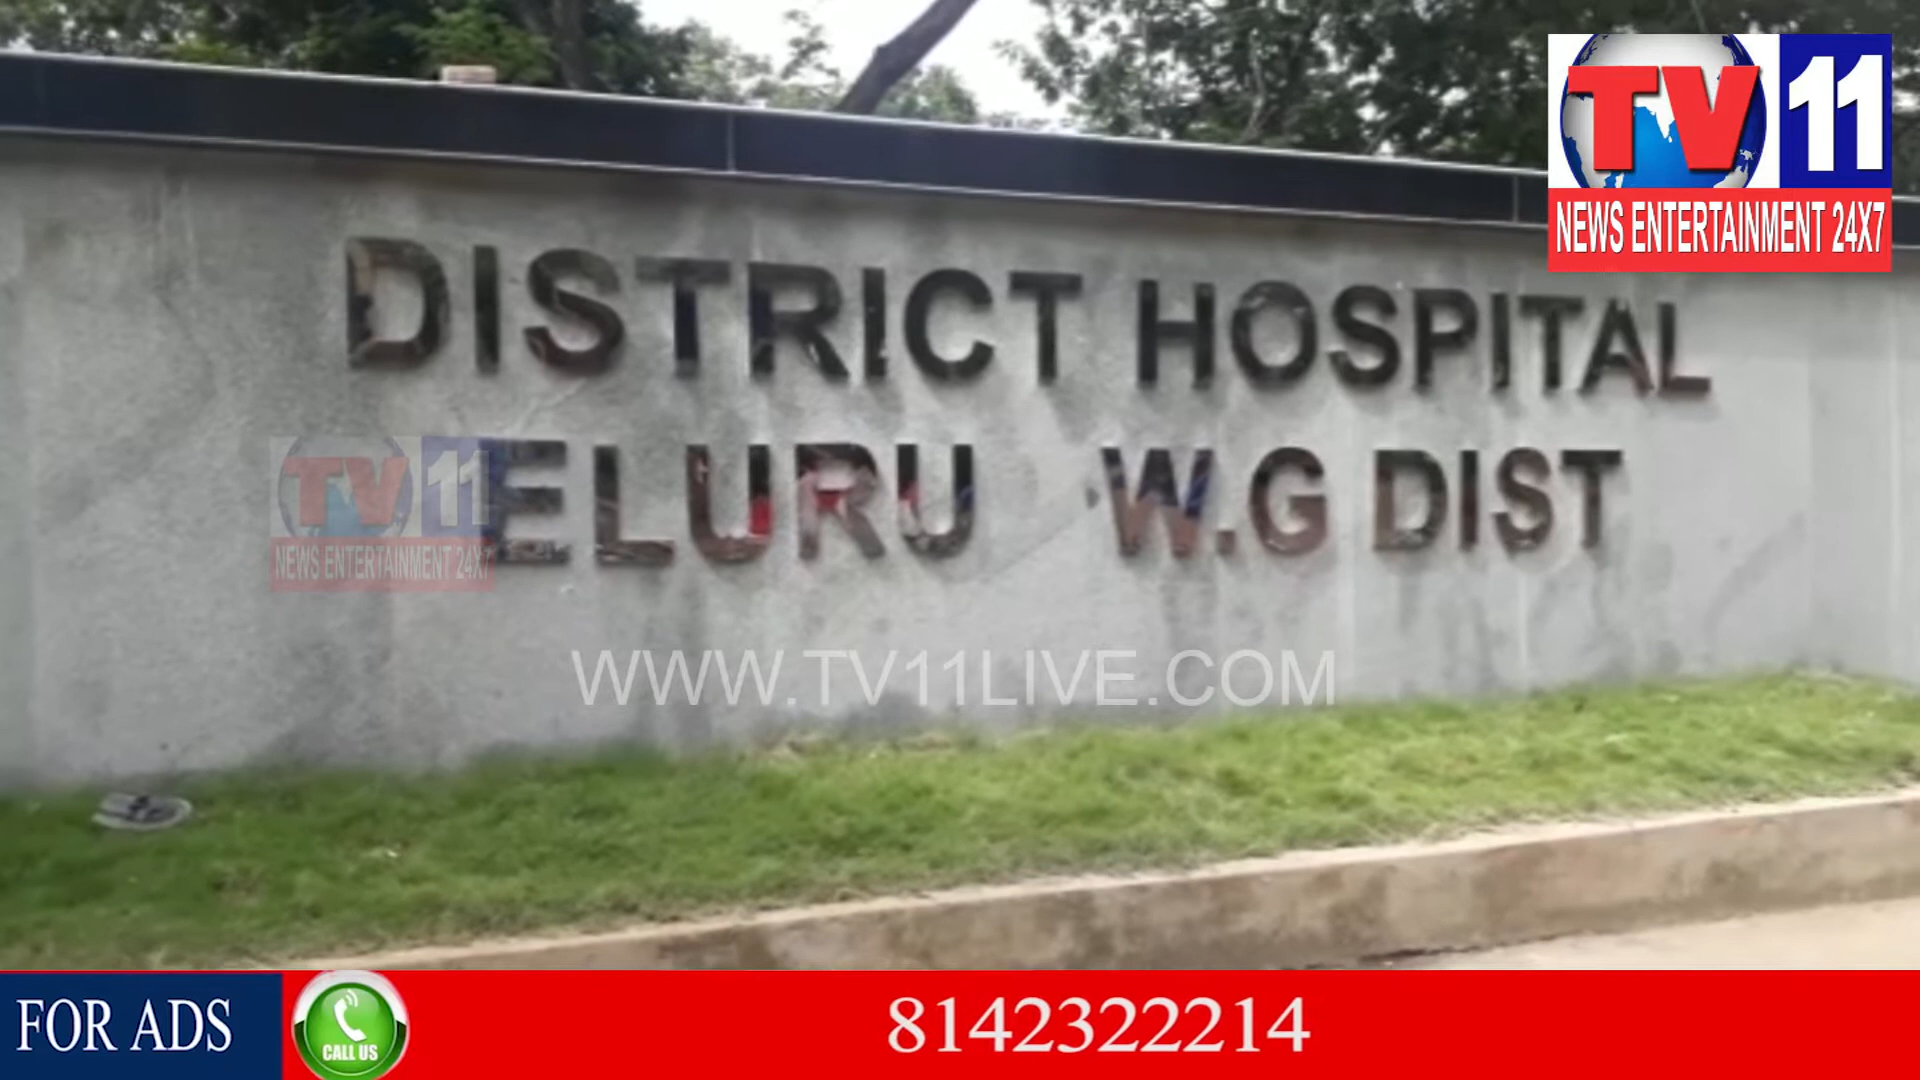 TV 11
NEWS ENTERTAINMENT 24X7
DISTRICT HOSPITAL
ELURU W.G DIST
TV 11
NEWS ENTERTAINMENT 24X7
WWW.TV11LIVE.COM
FOR ADS
CALL US
8142322214